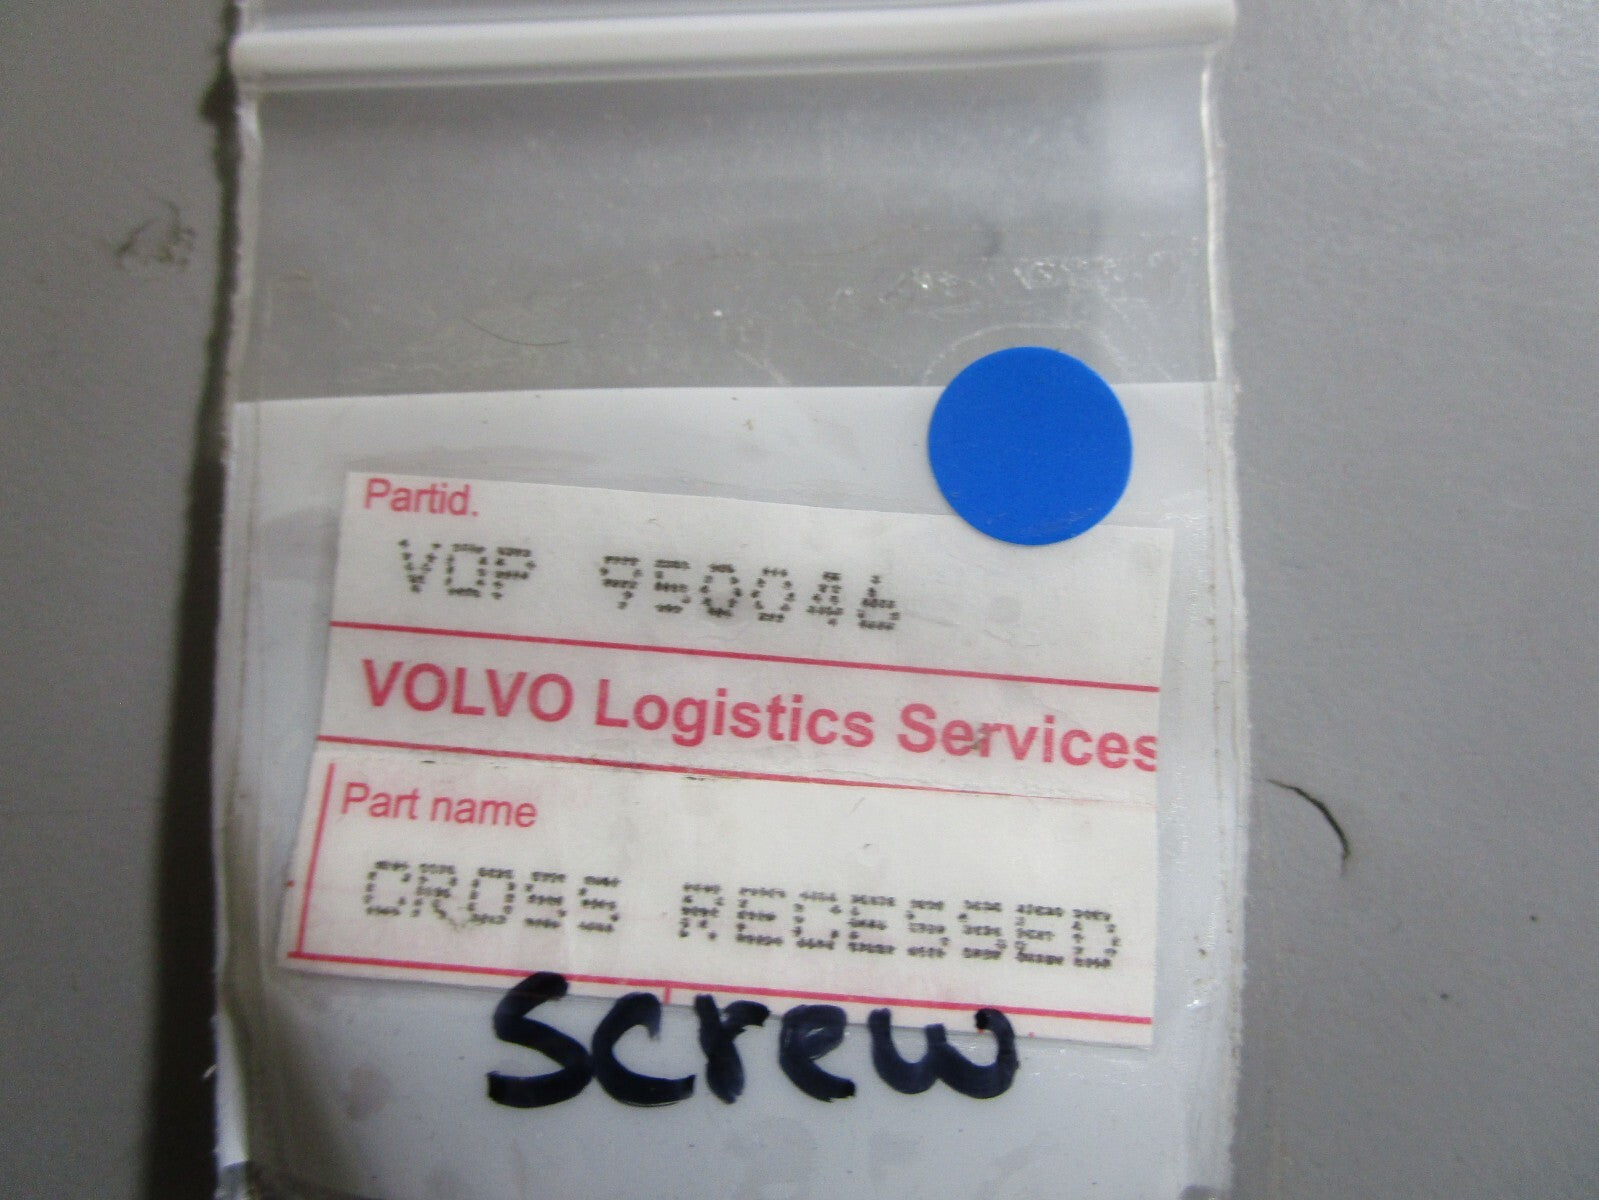 Partid.
VOP 950046
VOLVO Logistics Services
Part name
CROSS RECESSED
Screw